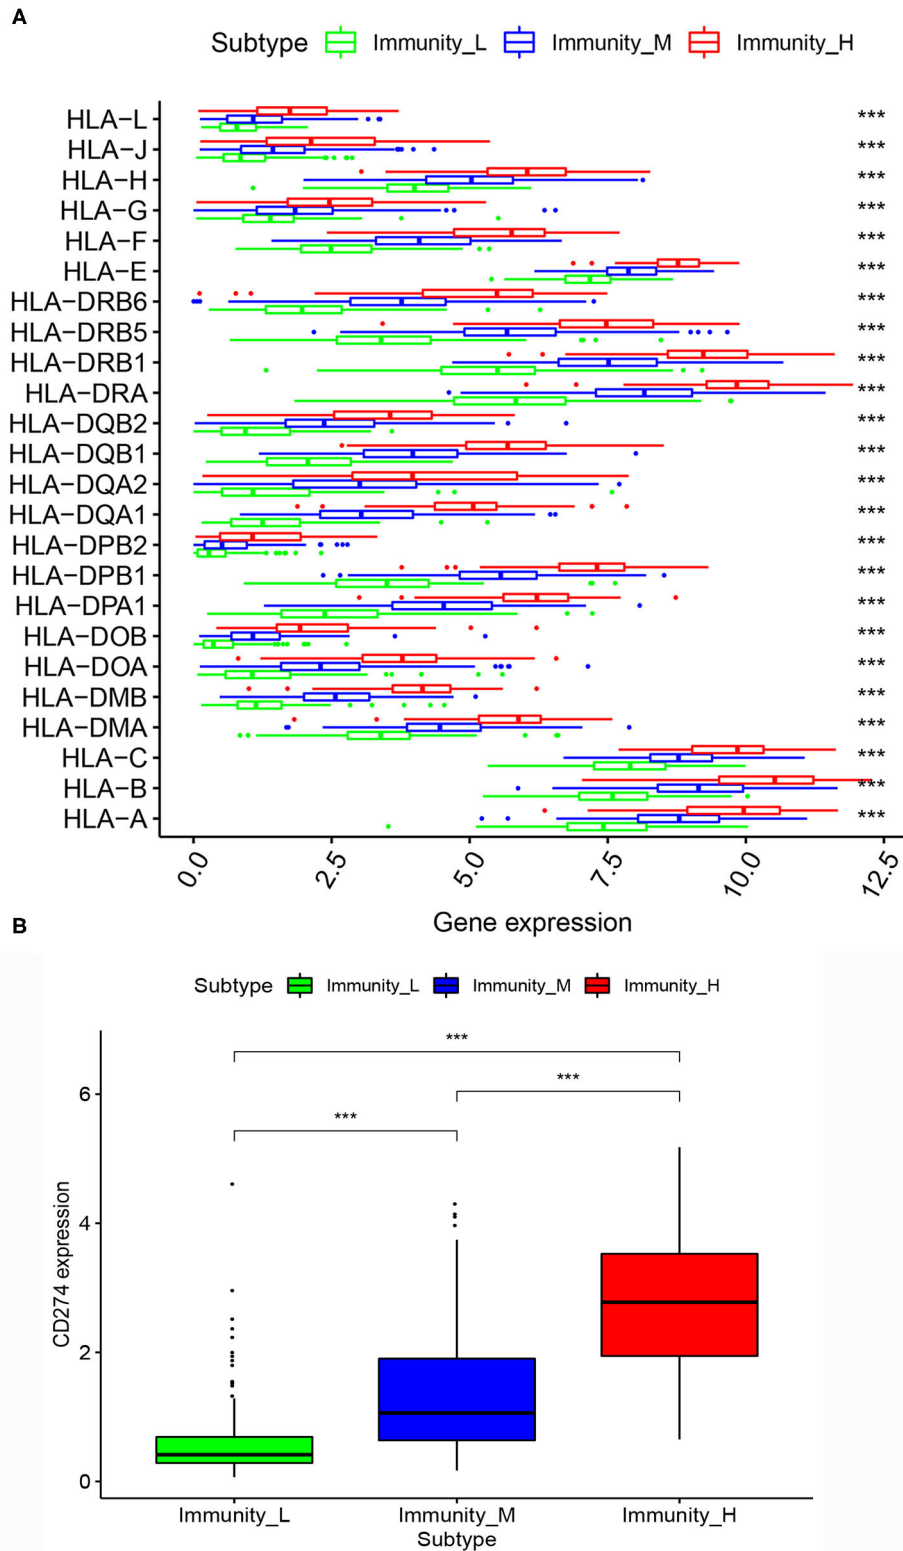 A
Subtype Immunity_L Immunity_M Immunity_H
HLA−L ***
HLA−J ***
HLA−H ***
HLA−G ***
HLA−F ***
HLA−E ***
HLA−DRB6 ***
HLA−DRB5 ***
HLA−DRB1 ***
HLA−DRA ***
HLA−DQB2 ***
HLA−DQB1 ***
HLA−DQA2 ***
HLA−DQA1 ***
HLA−DPB2 ***
HLA−DPB1 ***
HLA−DPA1 ***
HLA−DOB ***
HLA−DOA ***
HLA−DMB ***
HLA−DMA ***
HLA−C ***
HLA−B ***
HLA−A ***
0.0 2.5 5.0 7.5 10.0 12.5
Gene expression
B
Subtype Immunity_L Immunity_M Immunity_H
***
***
***
6
4
2
0
CD274 expression
Immunity_L Immunity_M Immunity_H
Subtype